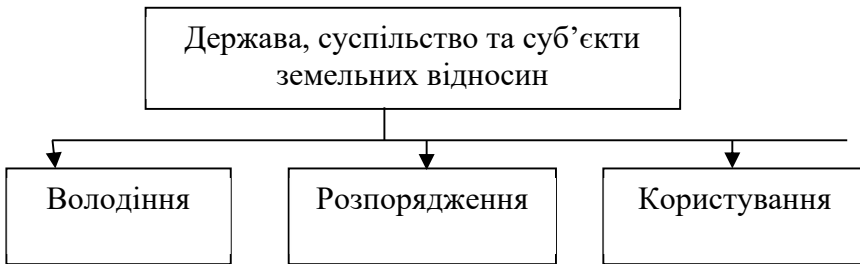 Держава, суспільство та суб’єкти
земельних відносин
Володіння
Розпорядження
Користування